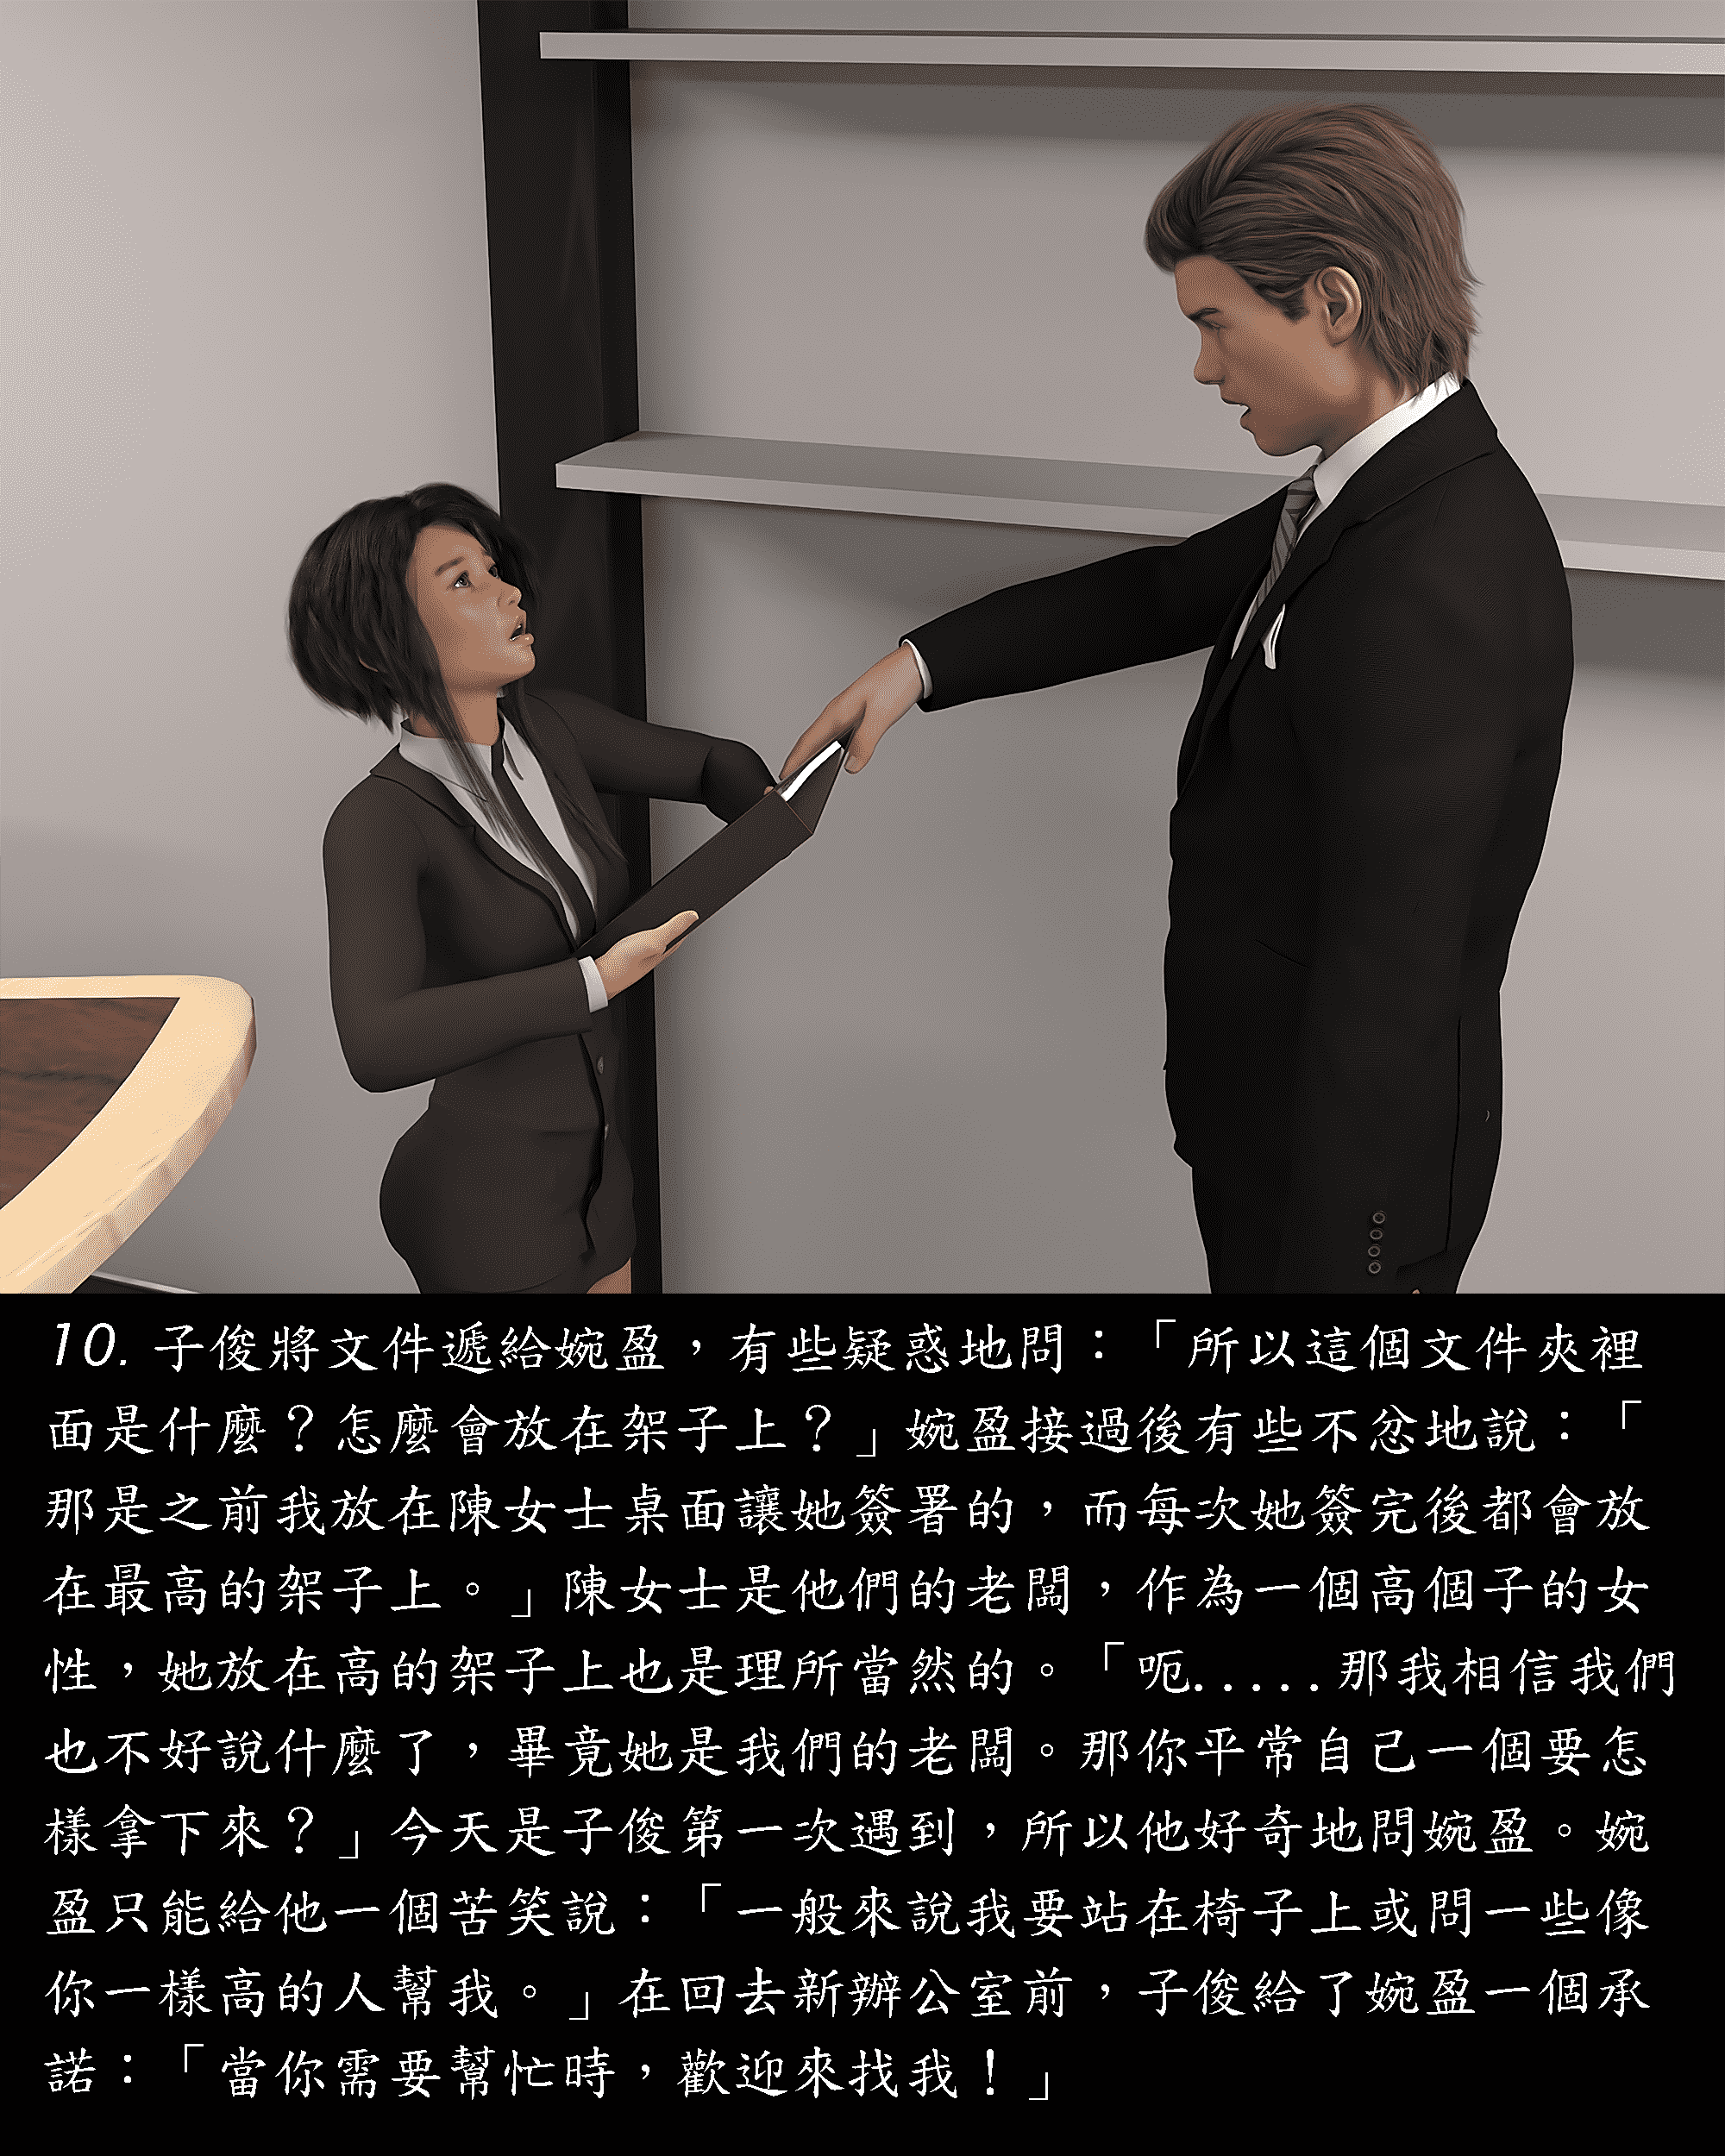 10. 子俊將文件遞給婉盈，有些疑惑地問：「所以這個文件夾裡
面是什麼？怎麼會放在架子上？」婉盈接過後有些不忿地說：「
那是之前我放在陳女士桌面讓她簽署的，而每次她簽完後都會放
在最高的架子上。」陳女士是他們的老闆，作為一個高個子的女
性，她放在高的架子上也是理所當然的。「呃.....那我相信我們
也不好說什麼了，畢竟她是我們的老闆。那你平常自己一個要怎
樣拿下來？」今天是子俊第一次遇到，所以他好奇地問婉盈。婉
盈只能給他一個苦笑說：「一般來說我要站在椅子上或問一些像
你一樣高的人幫我。」在回去新辦公室前，子俊給了婉盈一個承
諾：「當你需要幫忙時，歡迎來找我！」